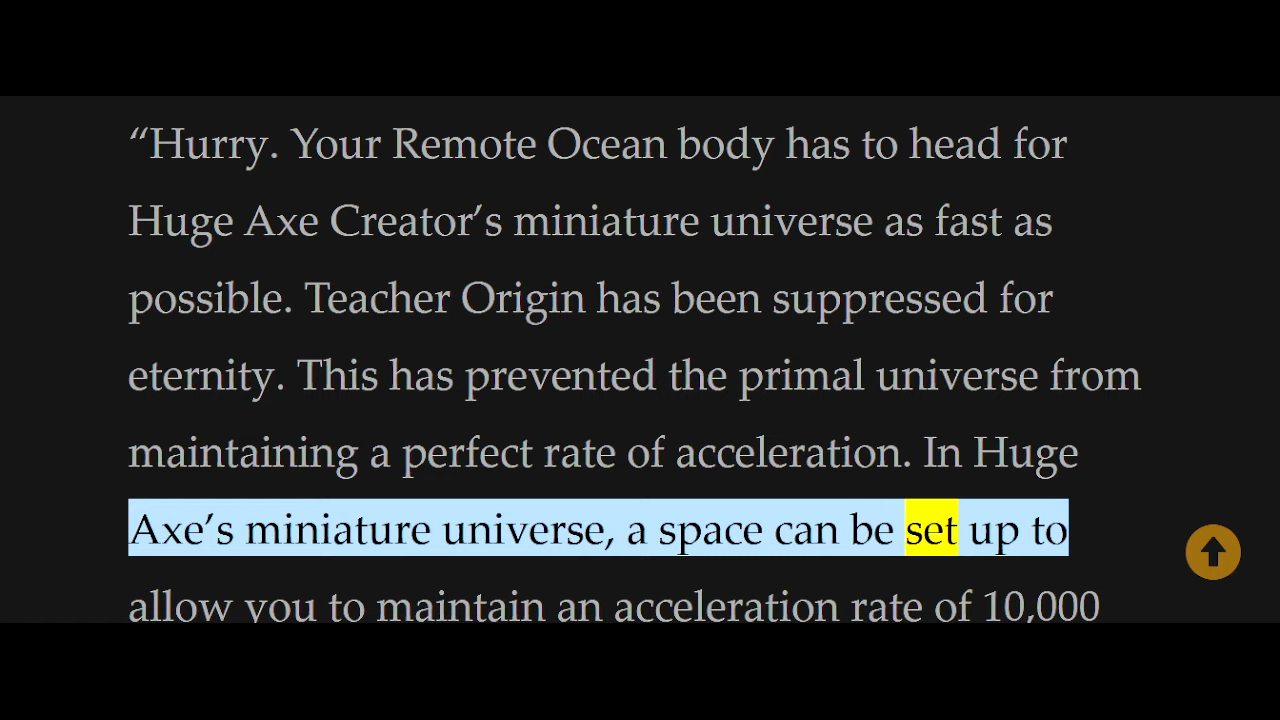 “Hurry. Your Remote Ocean body has to head for
Huge Axe Creator’s miniature universe as fast as
possible. Teacher Origin has been suppressed for
eternity. This has prevented the primal universe from
maintaining a perfect rate of acceleration. In Huge
Axe’s miniature universe, a space can be set up to
allow you to maintain an acceleration rate of 10,000